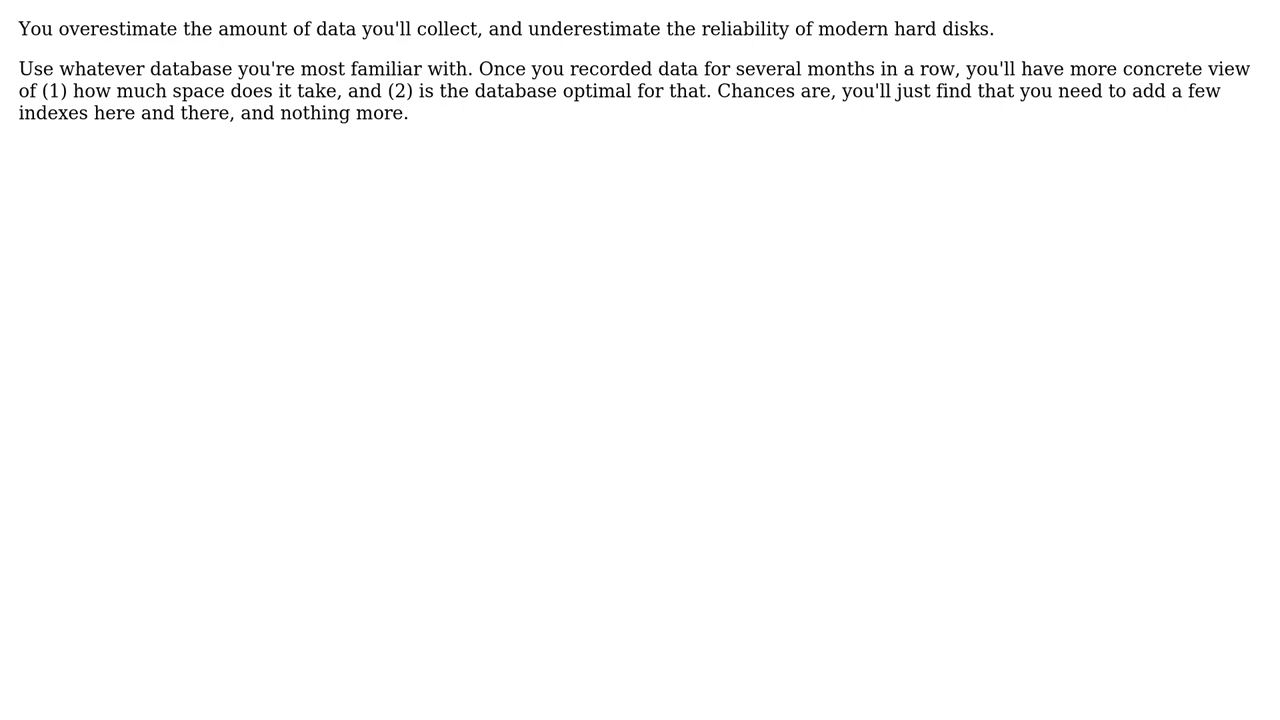 You overestimate the amount of data you'll collect, and underestimate the reliability of modern hard disks.
Use whatever database you're most familiar with. Once you recorded data for several months in a row, you'll have more concrete view
of (1) how much space does it take, and (2) is the database optimal for that. Chances are, you'll just find that you need to add a few
indexes here and there, and nothing more.